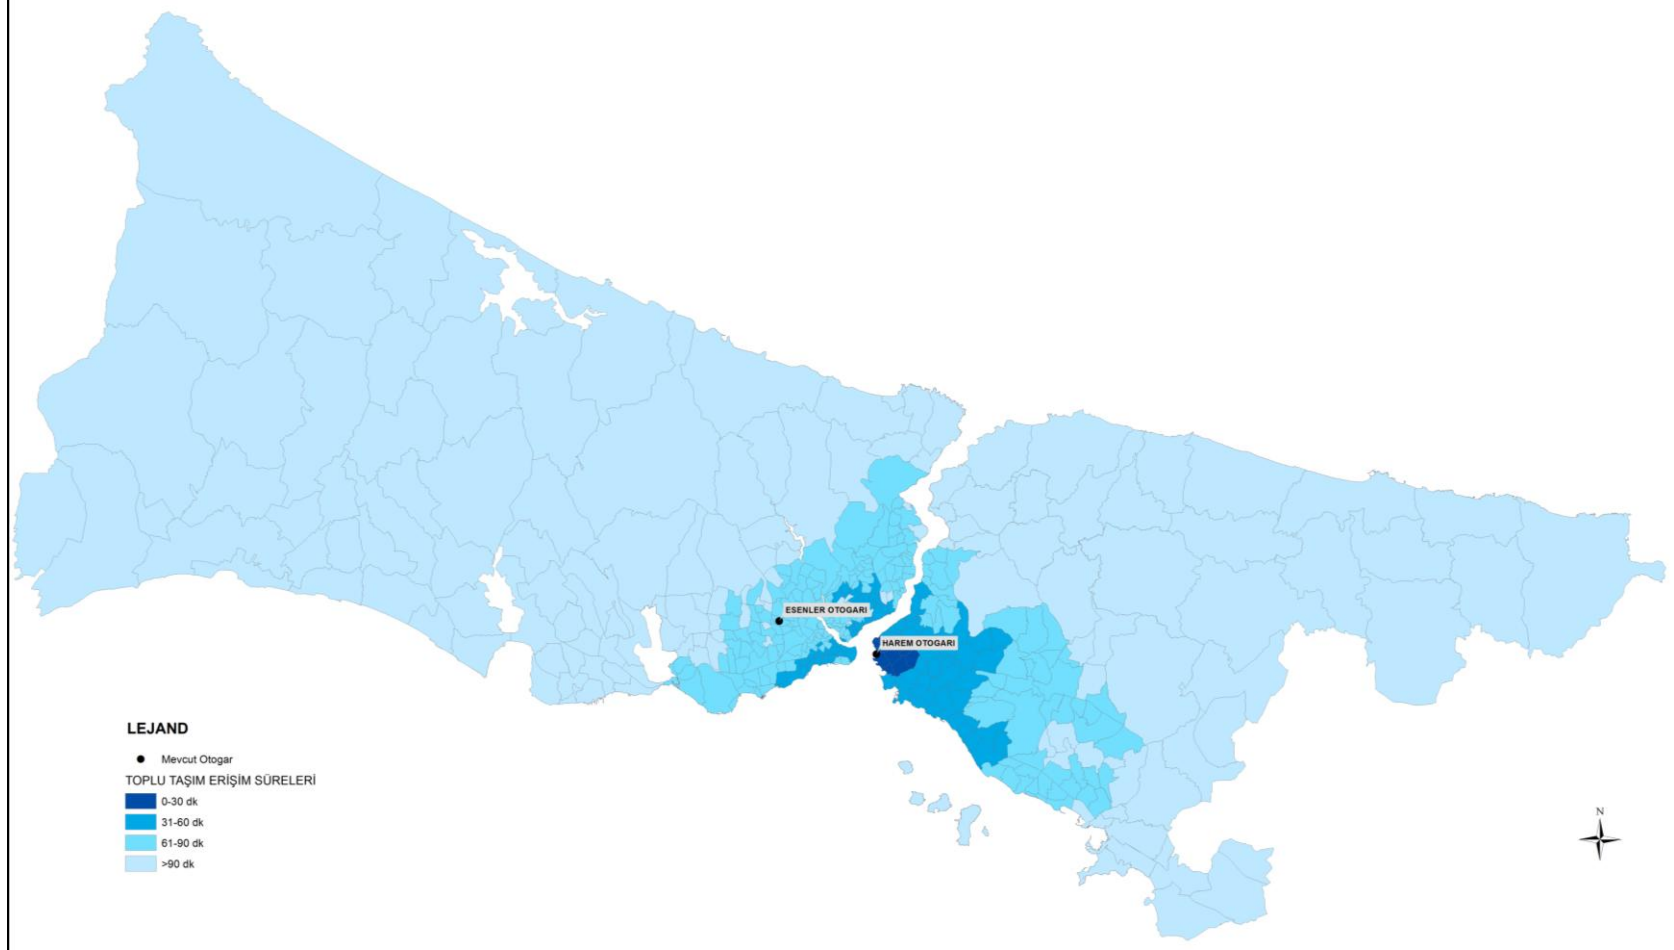 ESENLER OTOGARI
HAREM OTOGARI
LEJAND
Mevcut Otogar
TOPLU TAŞIM ERİŞİM SÜRELERİ
0-30 dk
31-60 dk
61-90 dk
>90 dk
N